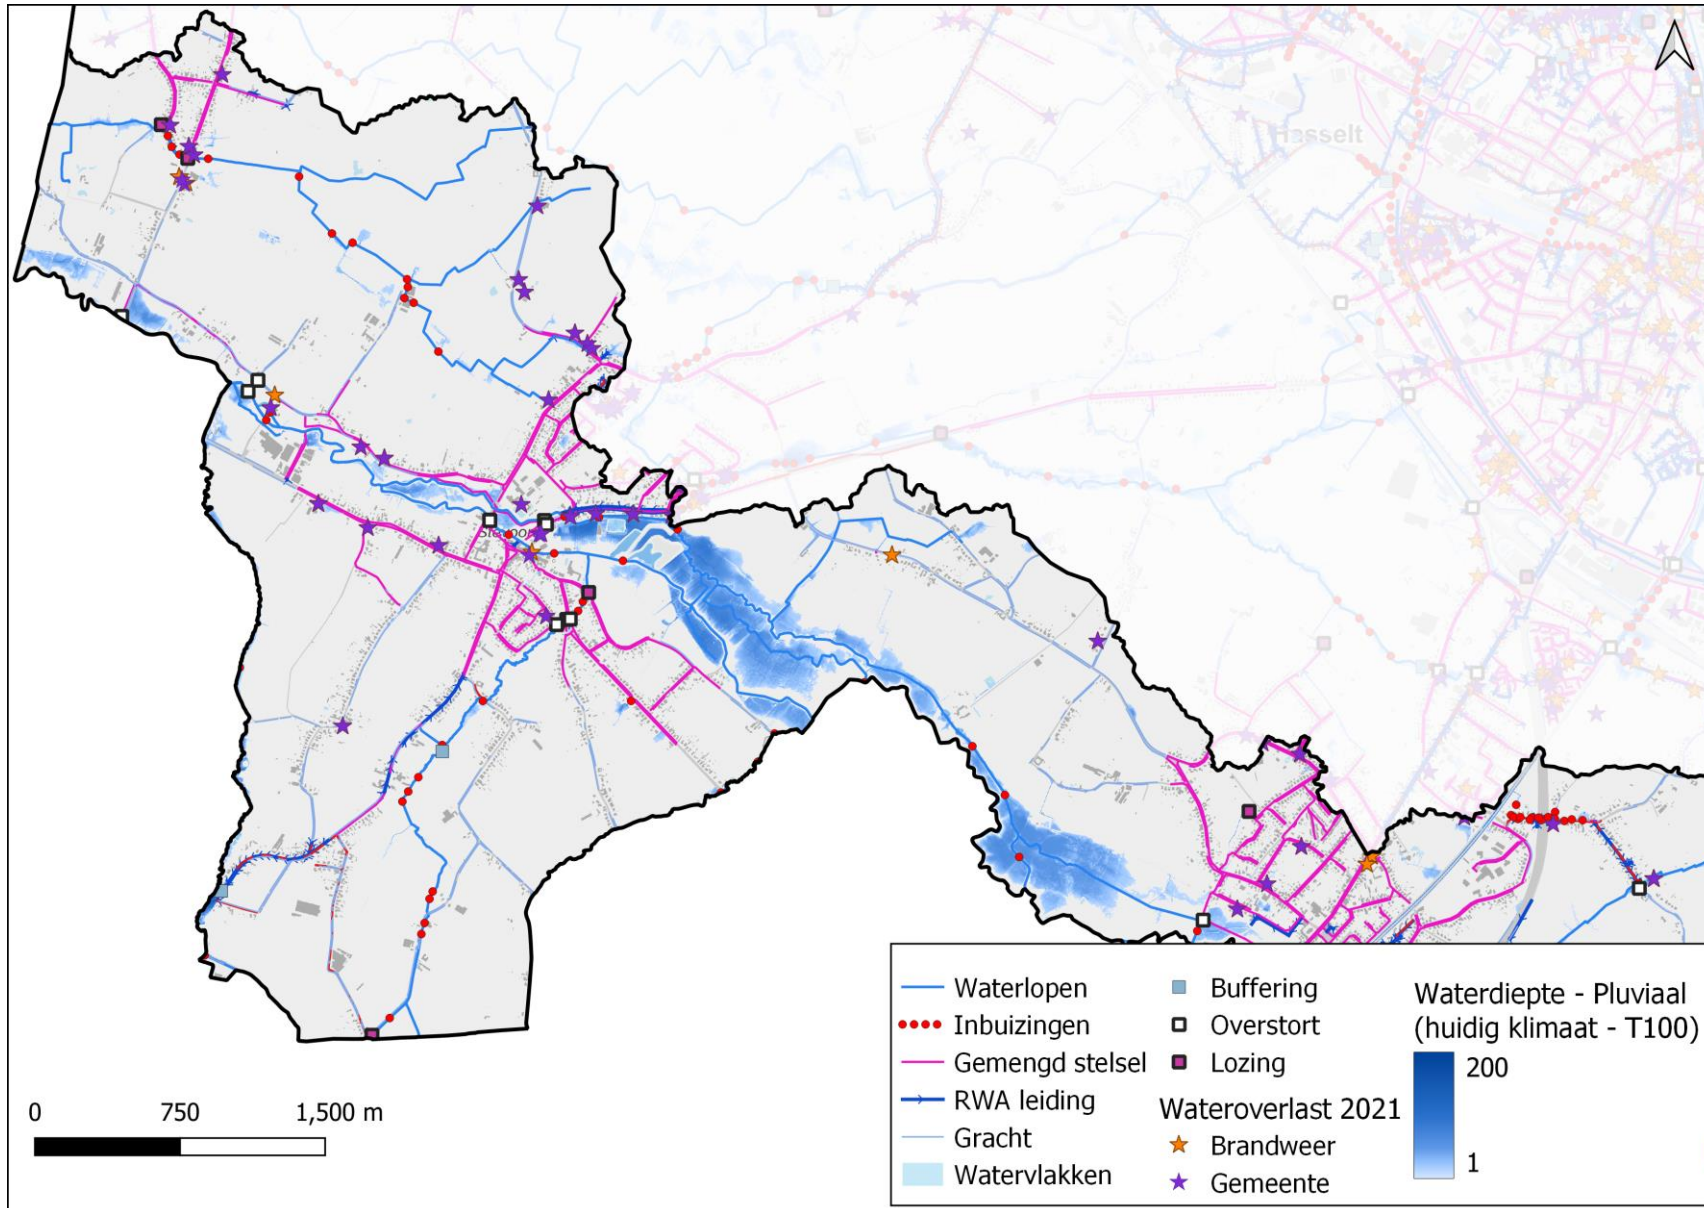 Hasselt
Stevoort
0 750 1,500 m
Waterlopen
Inbuizingen
Gemengd stelsel
RWA leiding
Gracht
Watervlakken
Buffering
Overstort
Lozing
Wateroverlast 2021
Brandweer
Gemeente
Waterdiepte - Pluviaal
(huidig klimaat - T100)
200
1